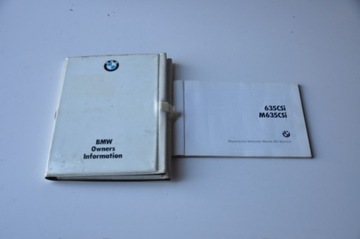 BMW
Owners
Information
635CSi
M635CSi